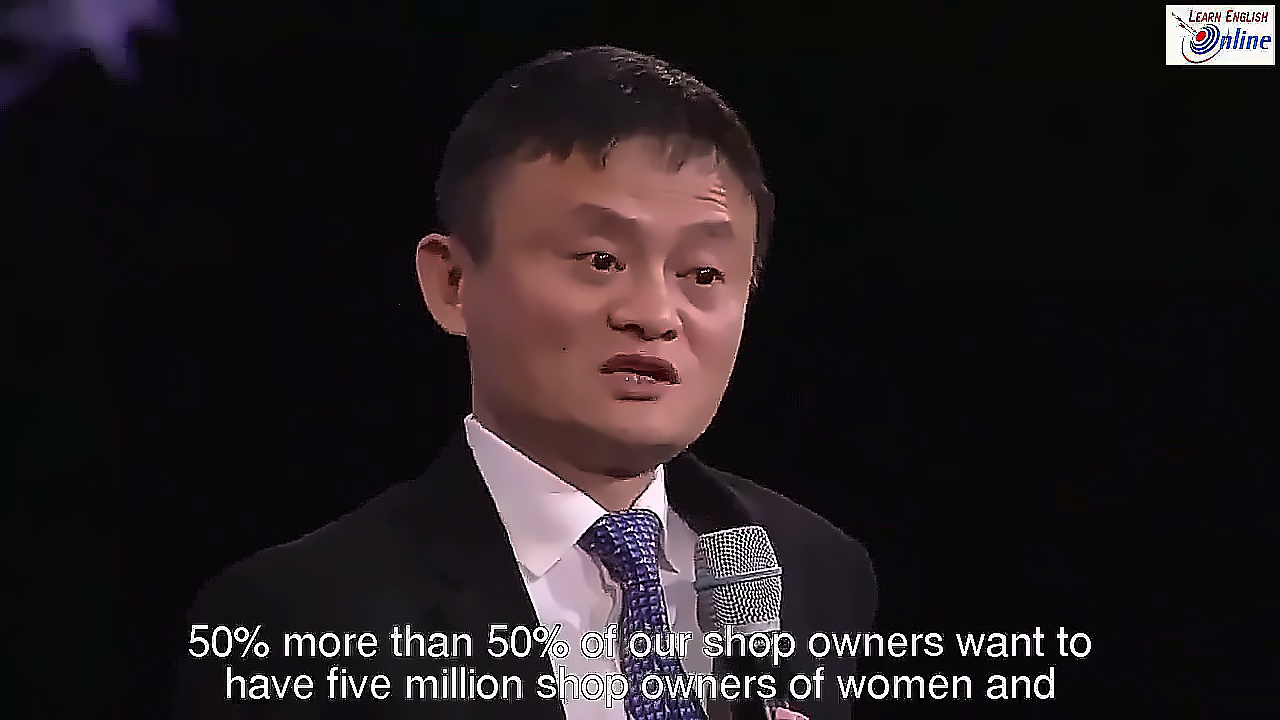 LEARN ENGLISH
Online
50% more than 50% of our shop owners want to
have five million shop owners of women and